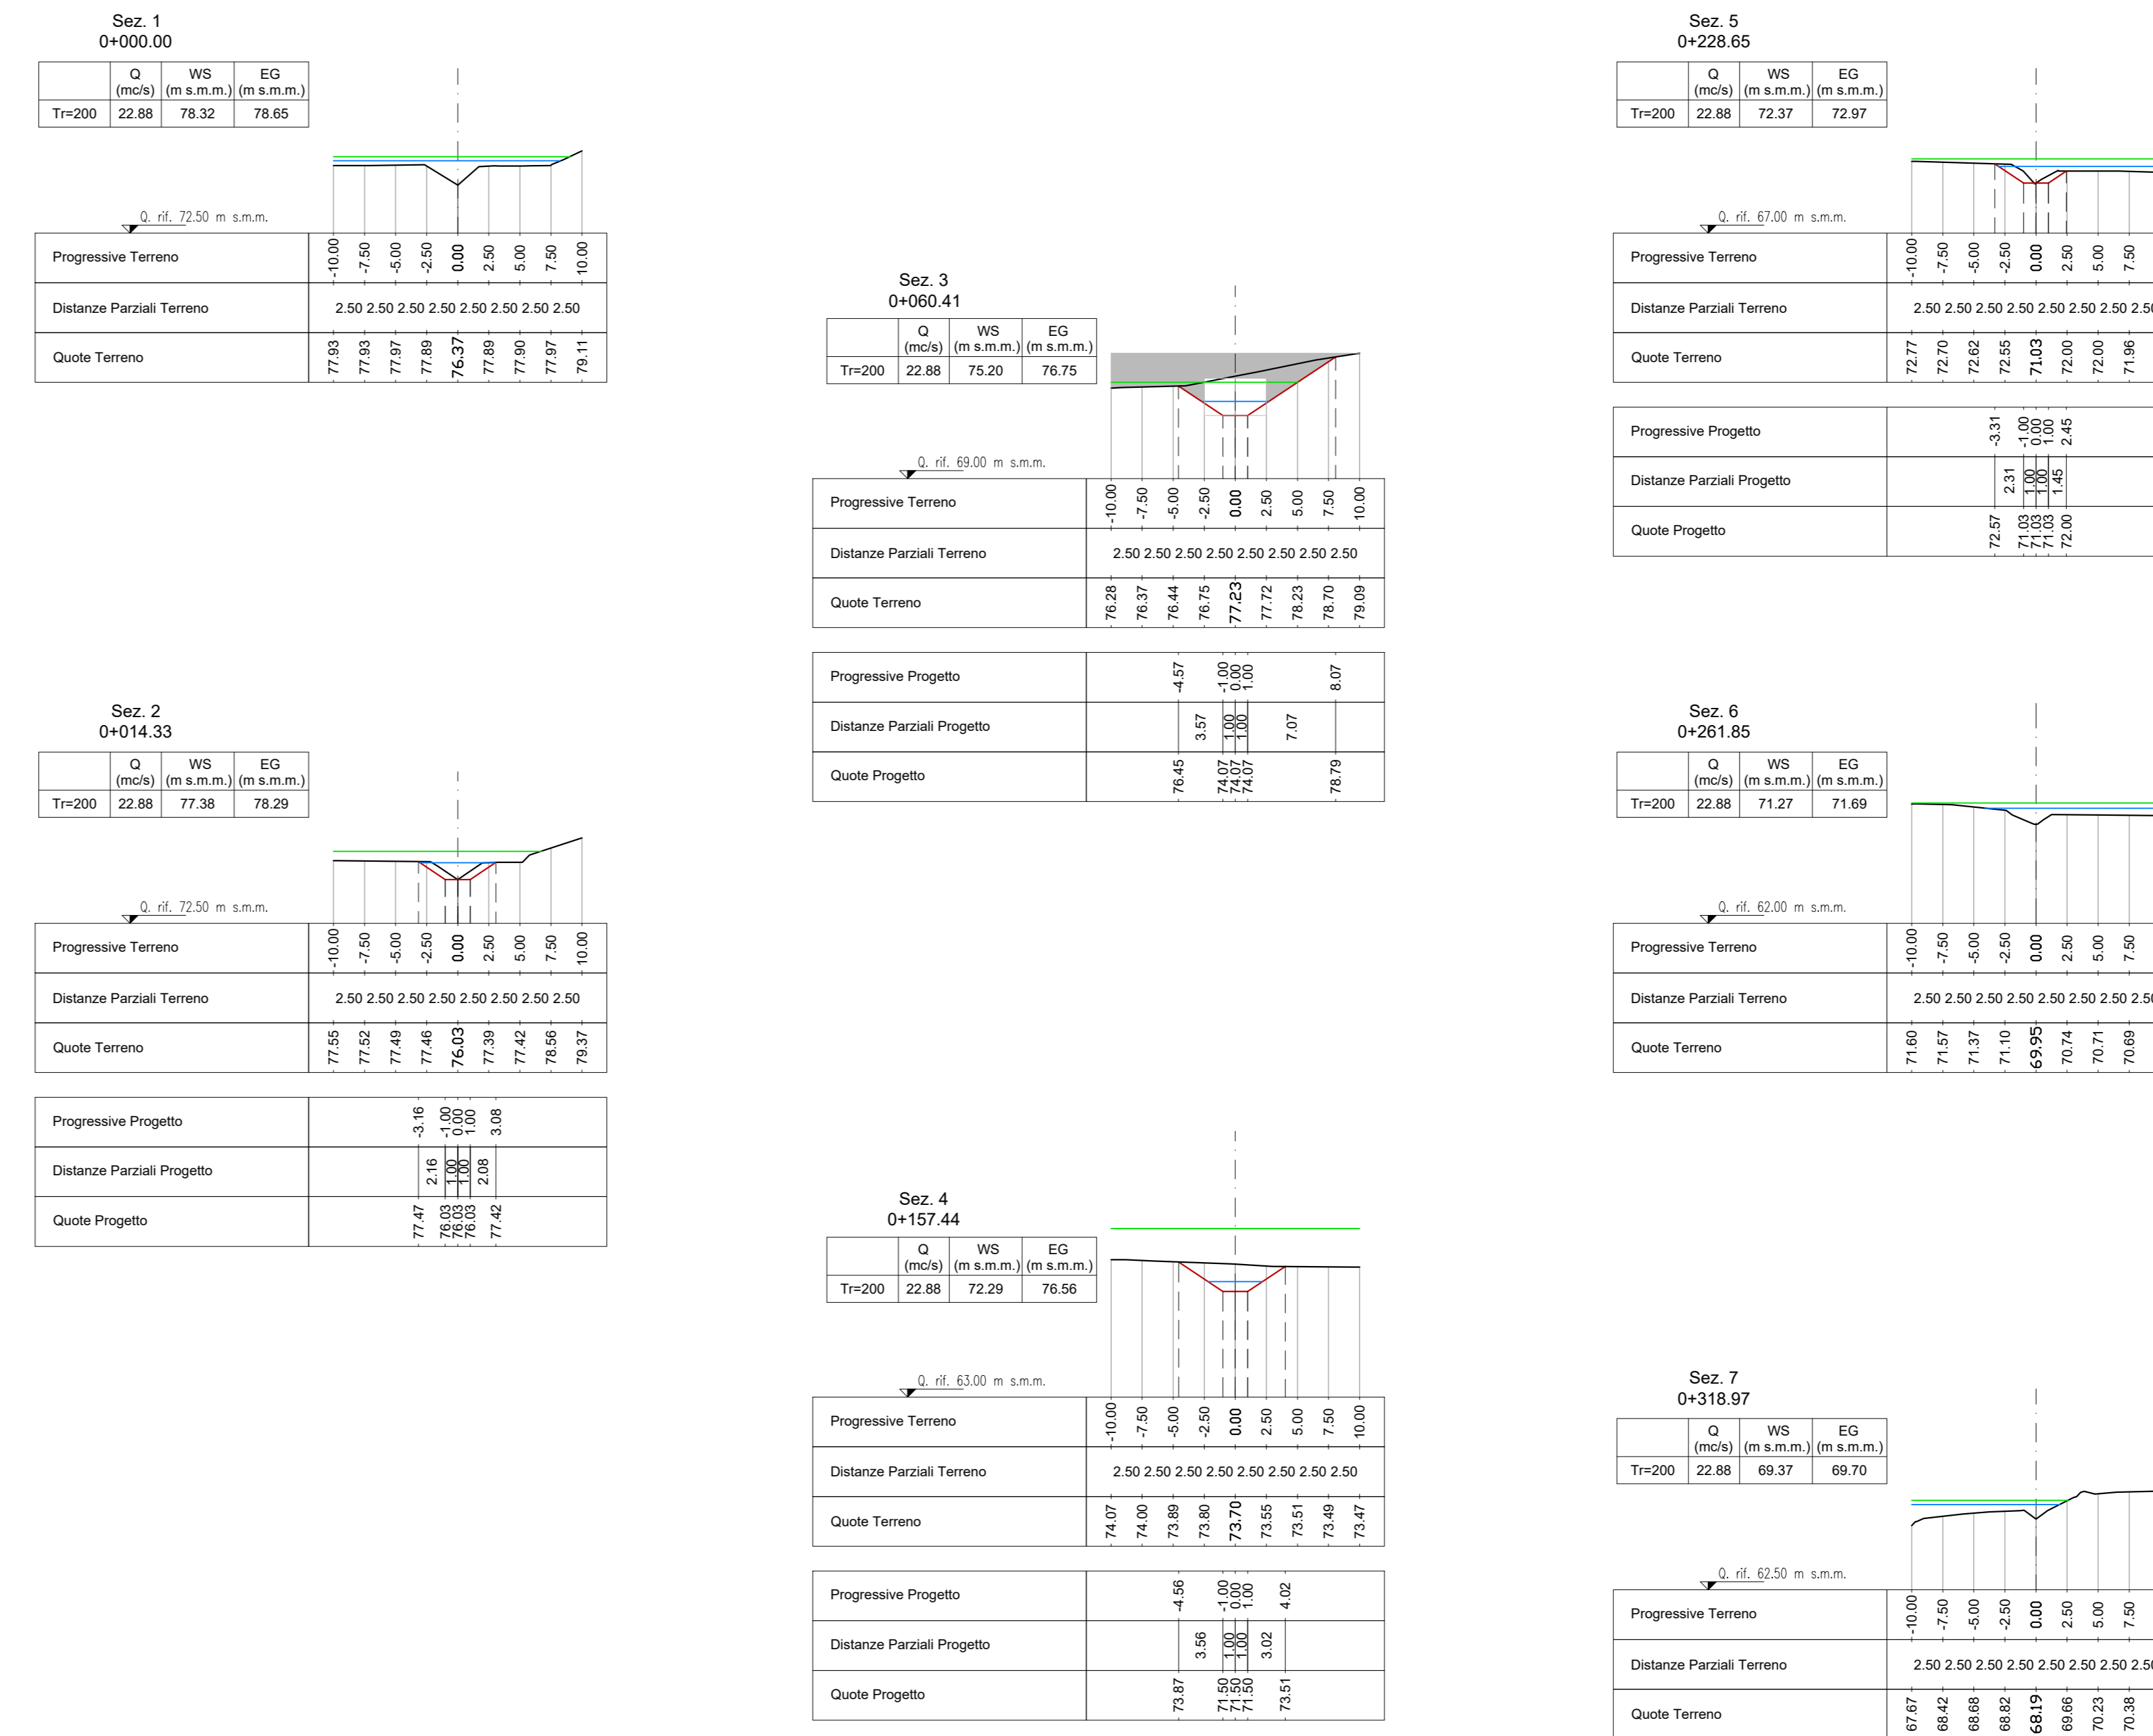 Sez. 1
0+000.00
Q WS EG
(mc/s) (m s.m.m.) (m s.m.m.)
Tr=200 22.88 78.32 78.65
Q. rif. 72.50 m s.m.m.
Progressive Terreno -10.00 -7.50 -5.00 -2.50 0.00 2.50 5.00 7.50 10.00
Distanze Parziali Terreno 2.50 2.50 2.50 2.50 2.50 2.50 2.50 2.50
Quote Terreno 77.93 77.93 77.97 77.89 76.37 77.89 77.90 77.97 79.11
Sez. 2
0+014.33
Q WS EG
(mc/s) (m s.m.m.) (m s.m.m.)
Tr=200 22.88 77.38 78.29
Q. rif. 72.50 m s.m.m.
Progressive Terreno -10.00 -7.50 -5.00 -2.50 0.00 2.50 5.00 7.50 10.00
Distanze Parziali Terreno 2.50 2.50 2.50 2.50 2.50 2.50 2.50 2.50
Quote Terreno 77.55 77.52 77.49 77.46 76.03 77.39 77.42 78.56 79.37
Progressive Progetto -3.16 -1.00 0.00 1.00 3.08
Distanze Parziali Progetto 2.16 1.00 1.00 2.08
Quote Progetto 77.47 76.03 76.03 76.03 77.42
Sez. 3
0+060.41
Q WS EG
(mc/s) (m s.m.m.) (m s.m.m.)
Tr=200 22.88 75.20 76.75
Q. rif. 69.00 m s.m.m.
Progressive Terreno -10.00 -7.50 -5.00 -2.50 0.00 2.50 5.00 7.50 10.00
Distanze Parziali Terreno 2.50 2.50 2.50 2.50 2.50 2.50 2.50 2.50
Quote Terreno 76.28 76.37 76.44 76.75 77.23 77.72 78.23 78.70 79.09
Progressive Progetto -4.57 -1.00 0.00 1.00 8.07
Distanze Parziali Progetto 3.57 1.00 1.00 7.07
Quote Progetto 76.45 74.07 74.07 74.07 78.79
Sez. 4
0+157.44
Q WS EG
(mc/s) (m s.m.m.) (m s.m.m.)
Tr=200 22.88 72.29 76.56
Q. rif. 63.00 m s.m.m.
Progressive Terreno -10.00 -7.50 -5.00 -2.50 0.00 2.50 5.00 7.50 10.00
Distanze Parziali Terreno 2.50 2.50 2.50 2.50 2.50 2.50 2.50 2.50
Quote Terreno 74.07 74.00 73.89 73.80 73.70 73.55 73.51 73.49 73.47
Progressive Progetto -4.56 -1.00 0.00 1.00 4.02
Distanze Parziali Progetto 3.56 1.00 1.00 3.02
Quote Progetto 73.87 71.50 71.50 71.50 73.51
Sez. 5
0+228.65
Q WS EG
(mc/s) (m s.m.m.) (m s.m.m.)
Tr=200 22.88 72.37 72.97
Q. rif. 67.00 m s.m.m.
Progressive Terreno -10.00 -7.50 -5.00 -2.50 0.00 2.50 5.00 7.50
Distanze Parziali Terreno 2.50 2.50 2.50 2.50 2.50 2.50 2.50 2.50
Quote Terreno 72.77 72.70 72.62 72.55 71.03 72.00 72.00 71.96
Progressive Progetto -3.31 -1.00 0.00 1.00 2.45
Distanze Parziali Progetto 2.31 1.00 1.00 1.45
Quote Progetto 72.57 71.03 71.03 71.03 72.00
Sez. 6
0+261.85
Q WS EG
(mc/s) (m s.m.m.) (m s.m.m.)
Tr=200 22.88 71.27 71.69
Q. rif. 62.00 m s.m.m.
Progressive Terreno -10.00 -7.50 -5.00 -2.50 0.00 2.50 5.00 7.50
Distanze Parziali Terreno 2.50 2.50 2.50 2.50 2.50 2.50 2.50 2.50
Quote Terreno 71.60 71.57 71.37 71.10 69.95 70.74 70.71 70.69
Sez. 7
0+318.97
Q WS EG
(mc/s) (m s.m.m.) (m s.m.m.)
Tr=200 22.88 69.37 69.70
Q. rif. 62.50 m s.m.m.
Progressive Terreno -10.00 -7.50 -5.00 -2.50 0.00 2.50 5.00 7.50
Distanze Parziali Terreno 2.50 2.50 2.50 2.50 2.50 2.50 2.50 2.50
Quote Terreno 67.67 68.42 68.68 68.82 68.19 69.66 70.23 70.38